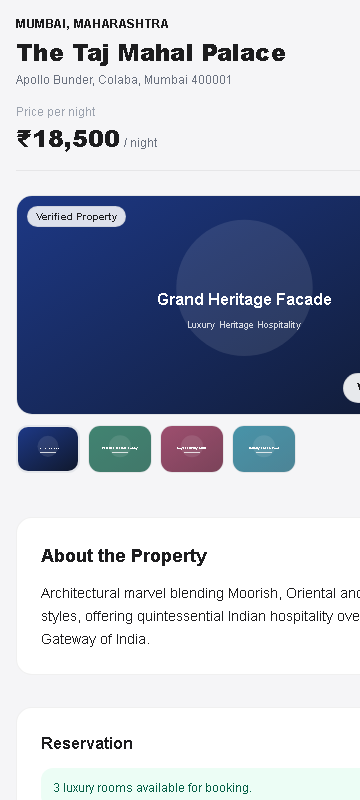 MUMBAI, MAHARASHTRA
The Taj Mahal Palace
Apollo Bunder, Colaba, Mumbai 400001
Price per night
₹18,500 / night
Verified Property
Grand Heritage Facade
Luxury Heritage Hospitality
About the Property
Architectural marvel blending Moorish, Oriental and
styles, offering quintessential Indian hospitality ove
Gateway of India.
Reservation
3 luxury rooms available for booking.